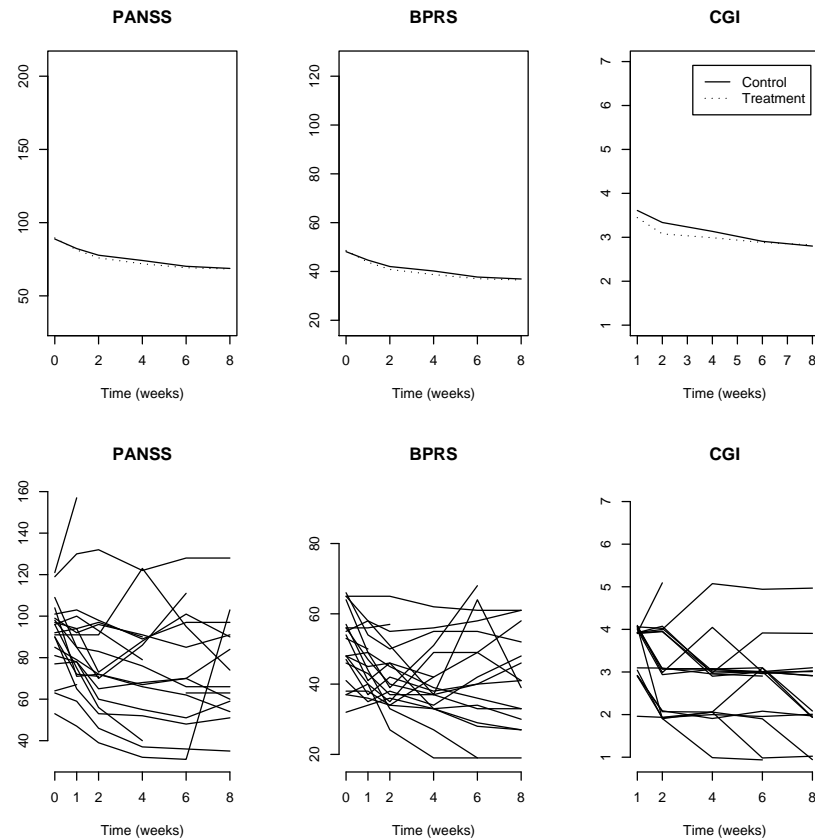 PANSS
200
150
100
50
0 2 4 6 8
Time (weeks)
BPRS
120
100
80
60
40
20
0 2 4 6 8
Time (weeks)
CGI
7
6
5
4
3
2
1
Control
Treatment
1 2 3 4 5 6 7 8
Time (weeks)
PANSS
160
140
120
100
80
60
40
0 1 2 4 6 8
Time (weeks)
BPRS
80
60
40
20
0 1 2 4 6 8
Time (weeks)
CGI
7
6
5
4
3
2
1
1 2 4 6 8
Time (weeks)